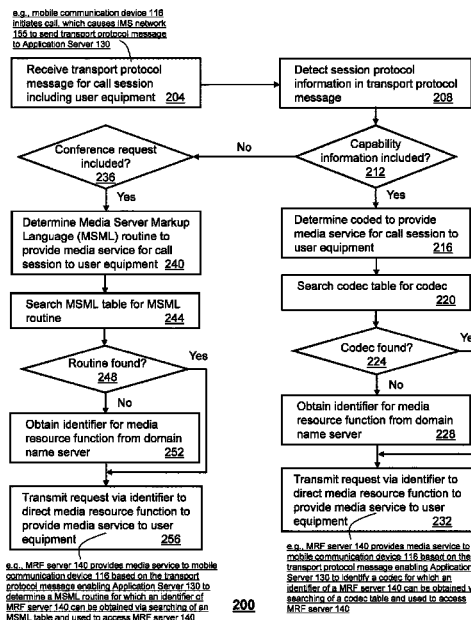 e.g., mobile communication device 116
initiates call, which causes IMS network
155 to send transport protocol message
to Application Server 130
Receive transport protocol
message for call session
including user equipment
204
Detect session protocol
information in transport protocol
message
208
Capability
information included?
212
No
Yes
Conference request
included?
236
Yes
Determine Media Server Markup
Language (MSML) routine to
provide media service for call
session to user equipment 240
Search MSML table for MSML
routine
244
Routine found?
248
Yes
No
Obtain identifier for media
resource function from domain
name server
252
Transmit request via identifier to
direct media resource function to
provide media service to user
equipment
256
e.g., MRF server 140 provides media service to mobile
communication device 116 based on the transport
protocol message enabling Application Server 130 to
determine a MSML routine for which an identifier of
MRF server 140 can be obtained via searching of an
MSML table and used to access MRF server 140
Determine coded to provide
media service for call session to
user equipment
216
Search codec table for codec
220
Codec found?
224
No
Obtain identifier for media
resource function from domain
name server
228
Transmit request via identifier to
direct media resource function to
provide media service to user
equipment
232
e.g., MRF server 140 provides media service to
mobile communication device 116 based on the
transport protocol message enabling Application
Server 130 to identify a codec for which an
identifier of a MRF server 140 can be obtained
searching of a codec table and used to access
MRF server 140
200